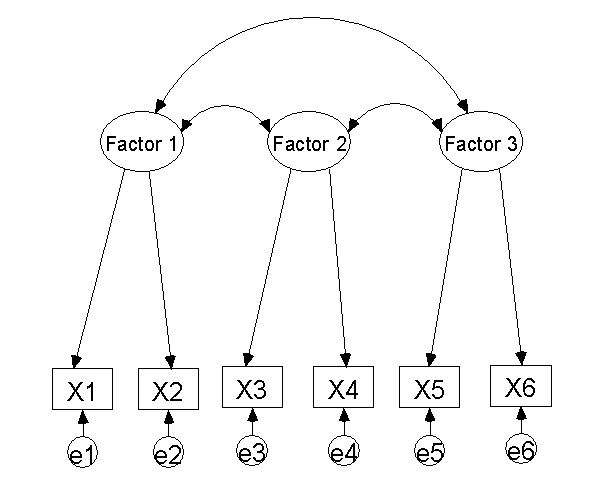 Factor 1
Factor 2
Factor 3
X1
X2
X3
X4
X5
X6
e1
e2
e3
e4
e5
e6